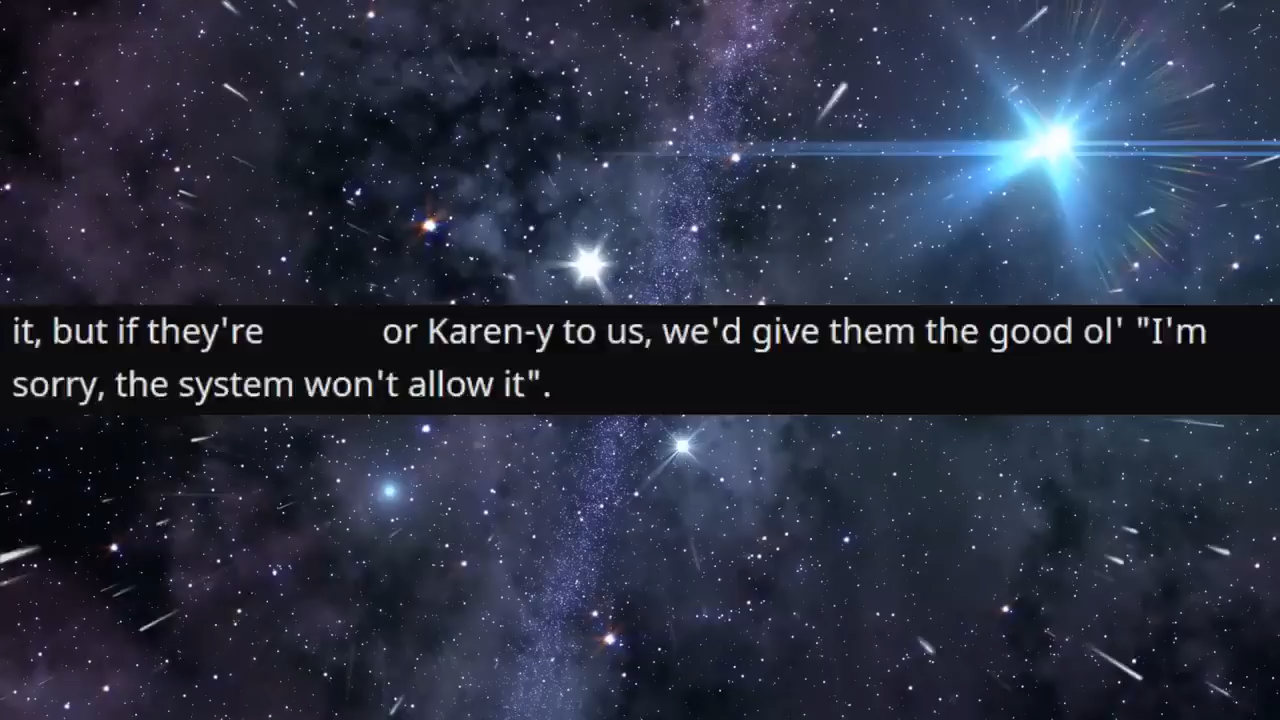 it, but if they're or Karen-y to us, we'd give them the good ol' "I'm
sorry, the system won't allow it".